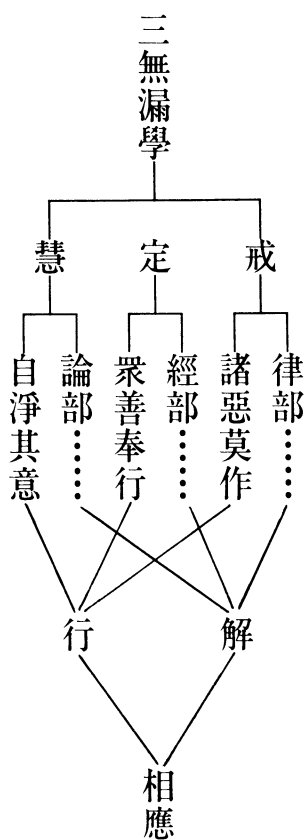 三無漏學
戒
定
慧
律部……
諸惡莫作
經部……
眾善奉行
論部……
自淨其意
解
行
相應